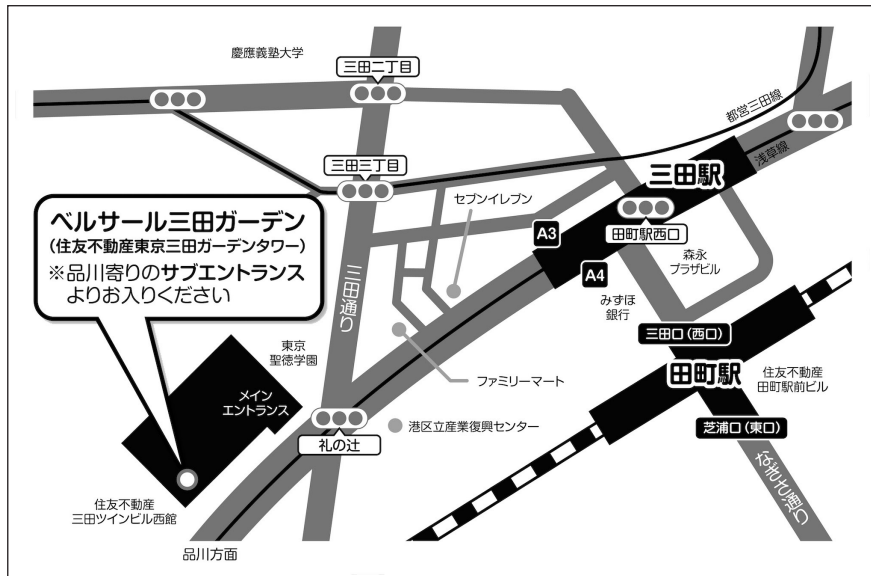 慶應義塾大学
三田二丁目
都営三田線
浅草線
三田三丁目
三田駅
セブンイレブン
ベルサール三田ガーデン
(住友不動産東京三田ガーデンタワー)
※品川寄りのサブエントランス
よりお入りください
A3
田町駅西口
A4
森永
プラザビル
三田通り
みずほ
銀行
三田口(西口)
東京
聖徳学園
ファミリーマート
田町駅
住友不動産
田町駅前ビル
メイン
エントランス
礼の辻
港区立産業復興センター
芝浦口(東口)
なぎさ通り
住友不動産
三田ツインビル西館
品川方面